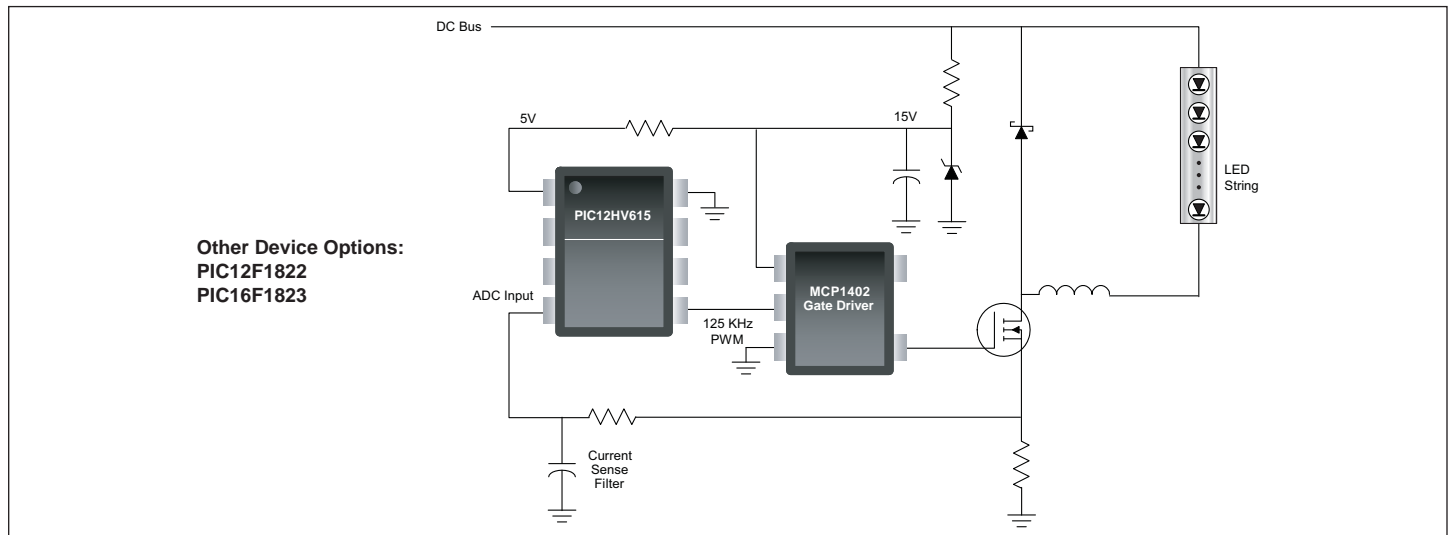 DC Bus
5V
15V
PIC12HV615
LED
String
Other Device Options:
PIC12F1822
PIC16F1823
MCP1402
Gate Driver
ADC Input
125 KHz
PWM
Current
Sense
Filter